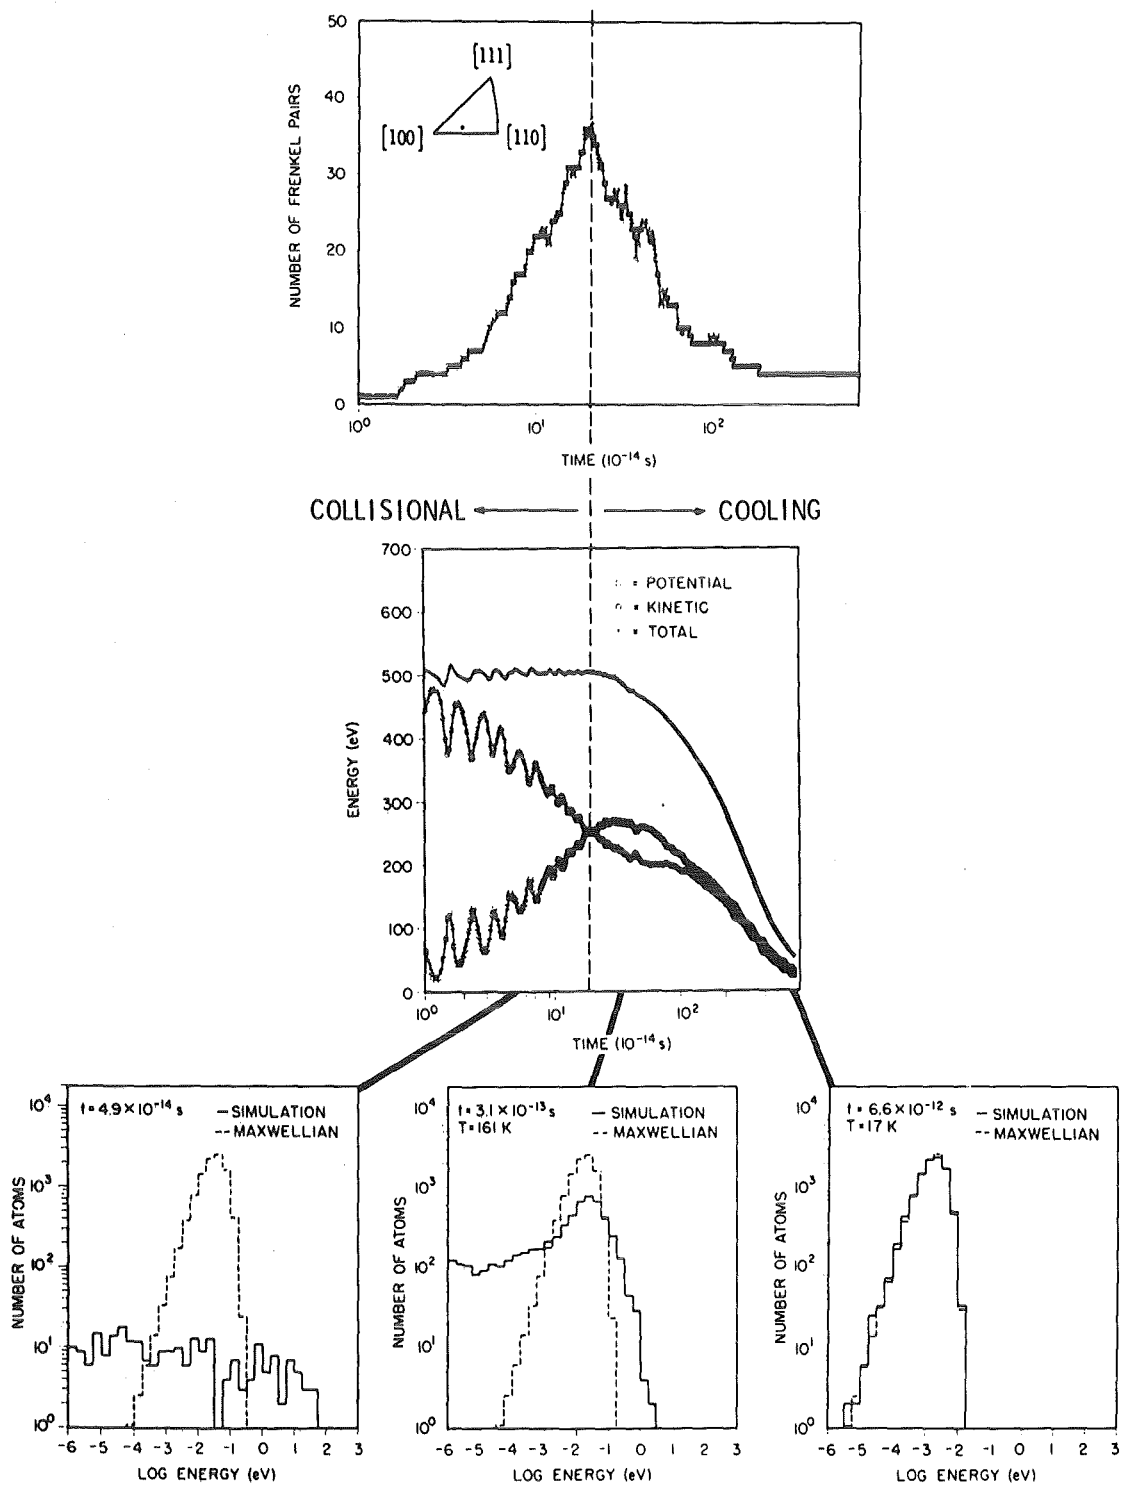 50
40
30
20
10
0
NUMBER OF FRENKEL PAIRS
[111]
[100]
[110]
10⁰
10¹
10²
TIME (10⁻¹⁴ s)
COLLISIONAL
COOLING
700
600
500
400
300
200
100
0
ENERGY (eV)
= POTENTIAL
= KINETIC
= TOTAL
10⁰
10¹
10²
TIME (10⁻¹⁴ s)
10⁴
10³
10²
10¹
10⁰
NUMBER OF ATOMS
t = 4.9 × 10⁻¹⁴ s
— SIMULATION
--- MAXWELLIAN
-6 -5 -4 -3 -2 -1 0 1 2 3
LOG ENERGY (eV)
10⁴
10³
10²
10¹
10⁰
NUMBER OF ATOMS
t = 3.1 × 10⁻¹³ s
T = 161 K
— SIMULATION
--- MAXWELLIAN
-6 -5 -4 -3 -2 -1 0 1 2 3
LOG ENERGY (eV)
10⁴
10³
10²
10¹
10⁰
NUMBER OF ATOMS
t = 6.6 × 10⁻¹² s
T = 17 K
— SIMULATION
--- MAXWELLIAN
-6 -5 -4 -3 -2 -1 0 1 2 3
LOG ENERGY (eV)